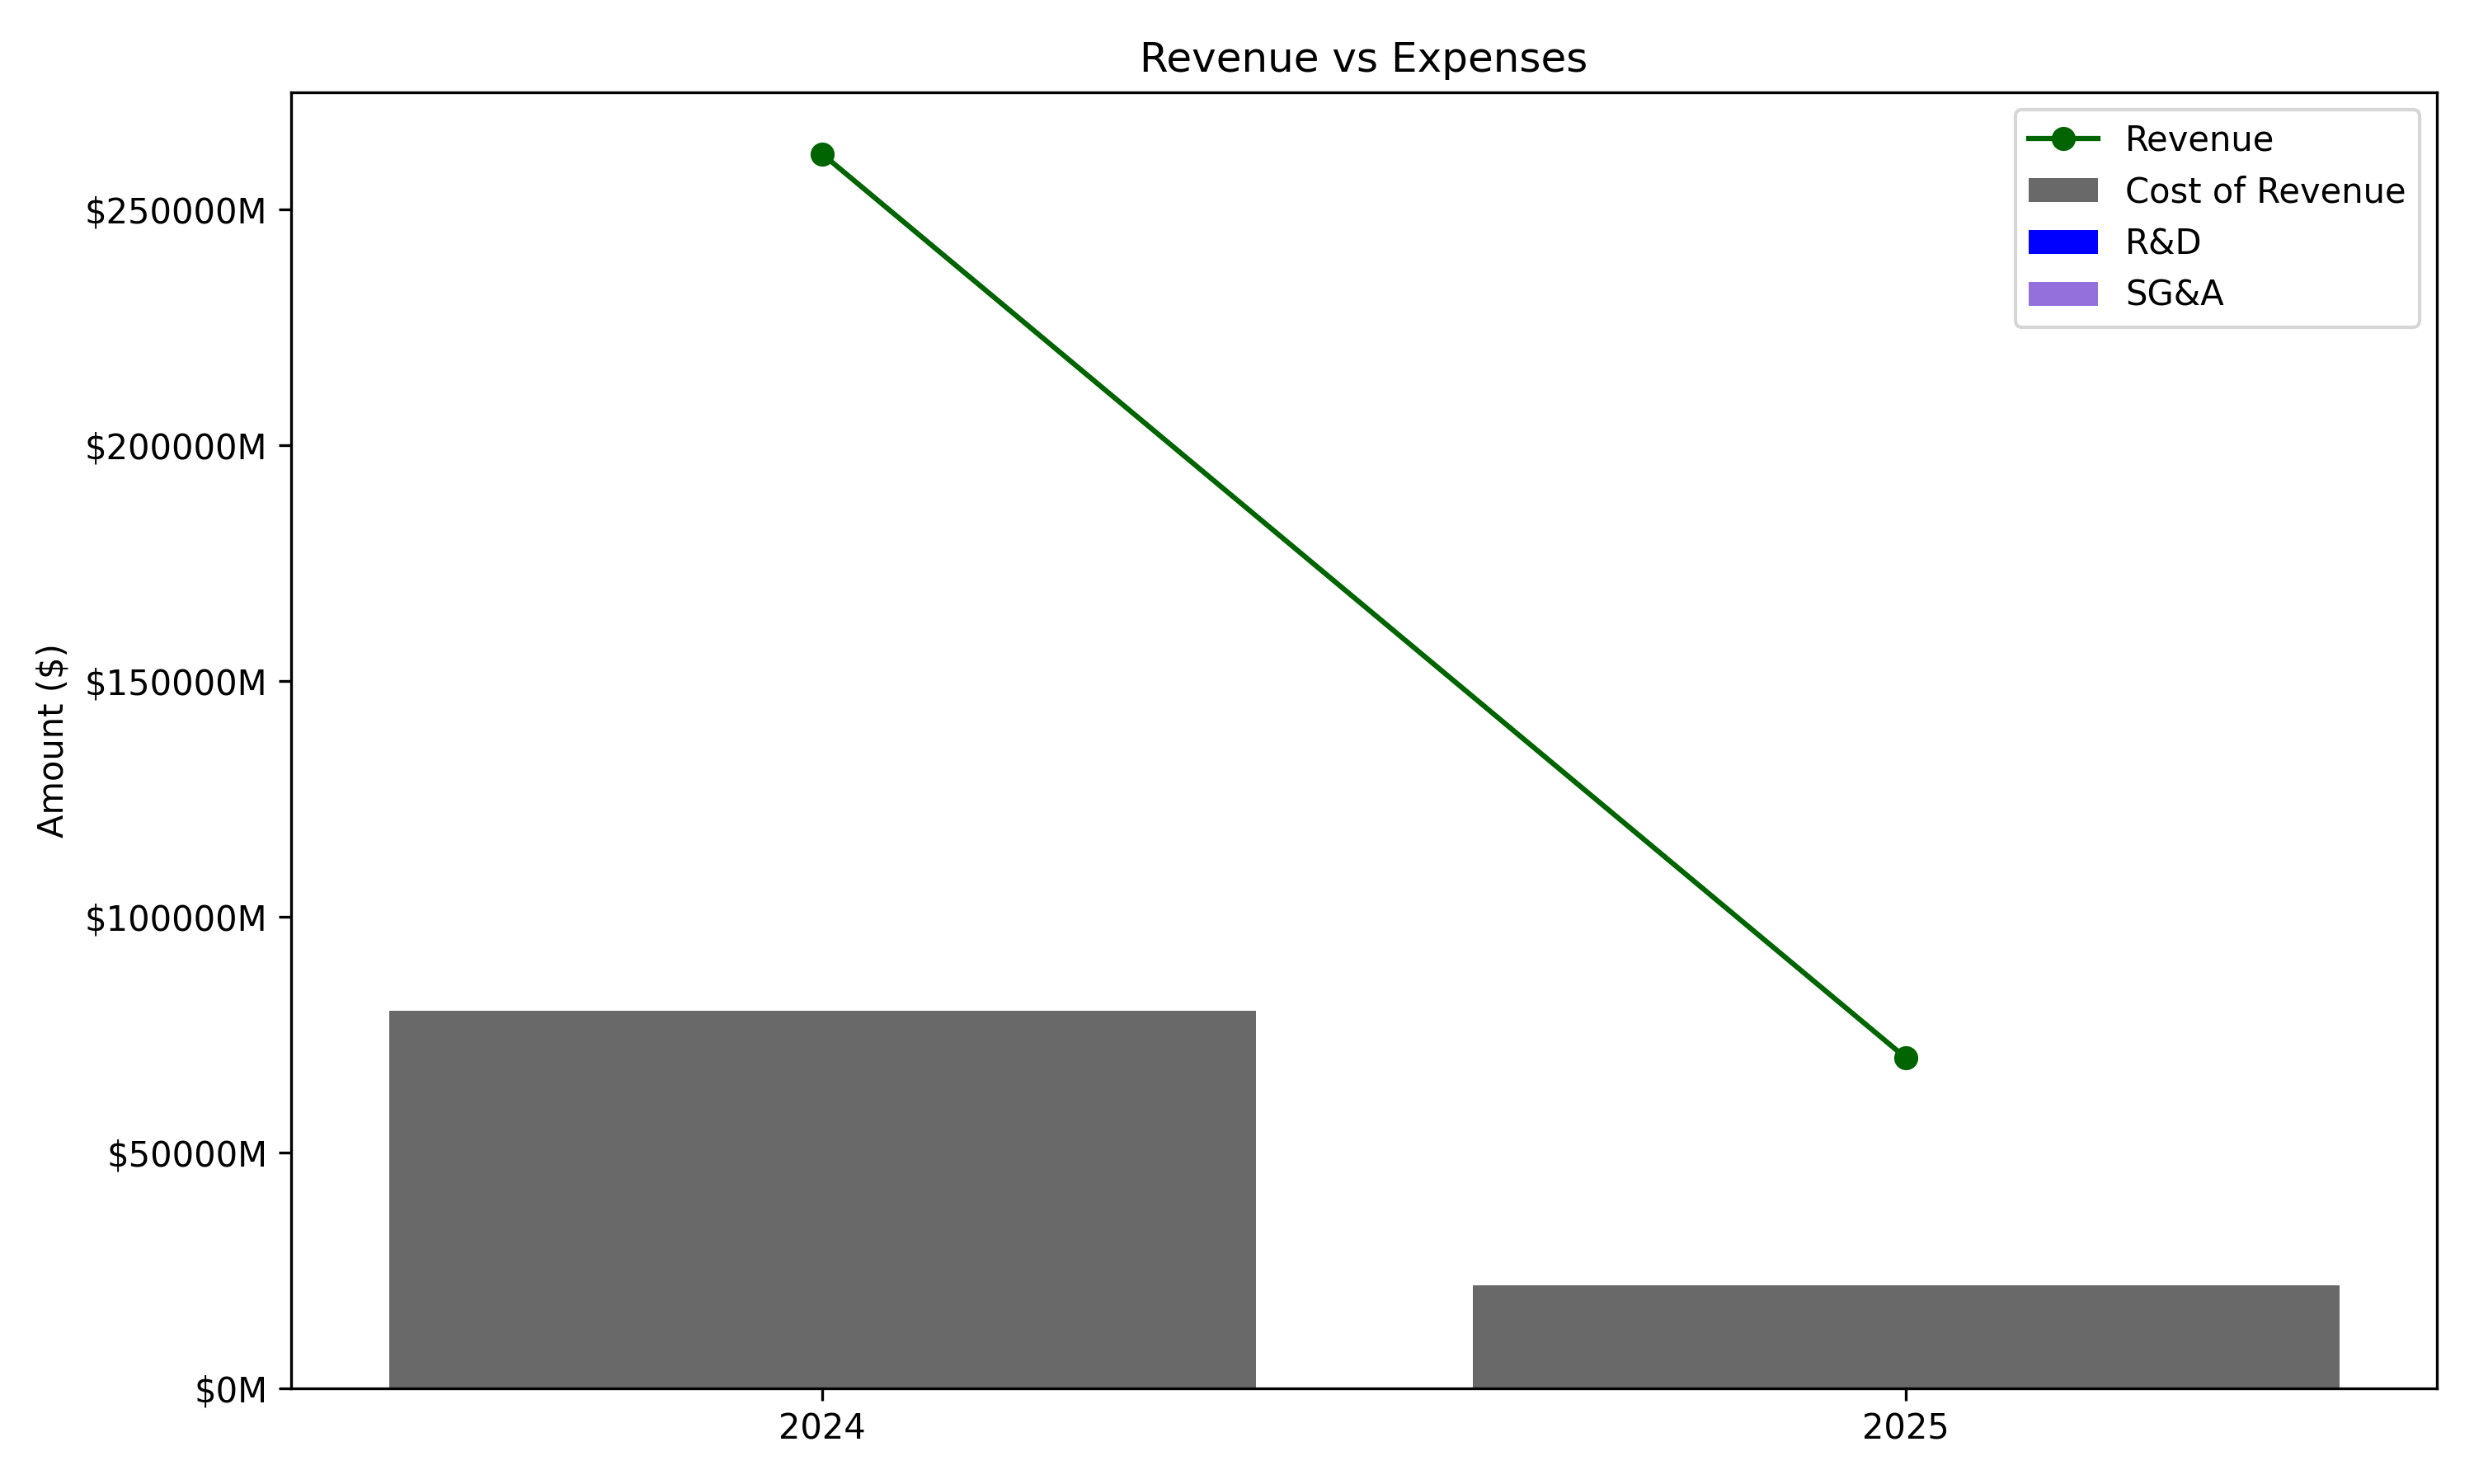 Revenue vs Expenses
Revenue
Cost of Revenue
R&D
SG&A
Amount ($)
$250000M
$200000M
$150000M
$100000M
$50000M
$0M
2024
2025